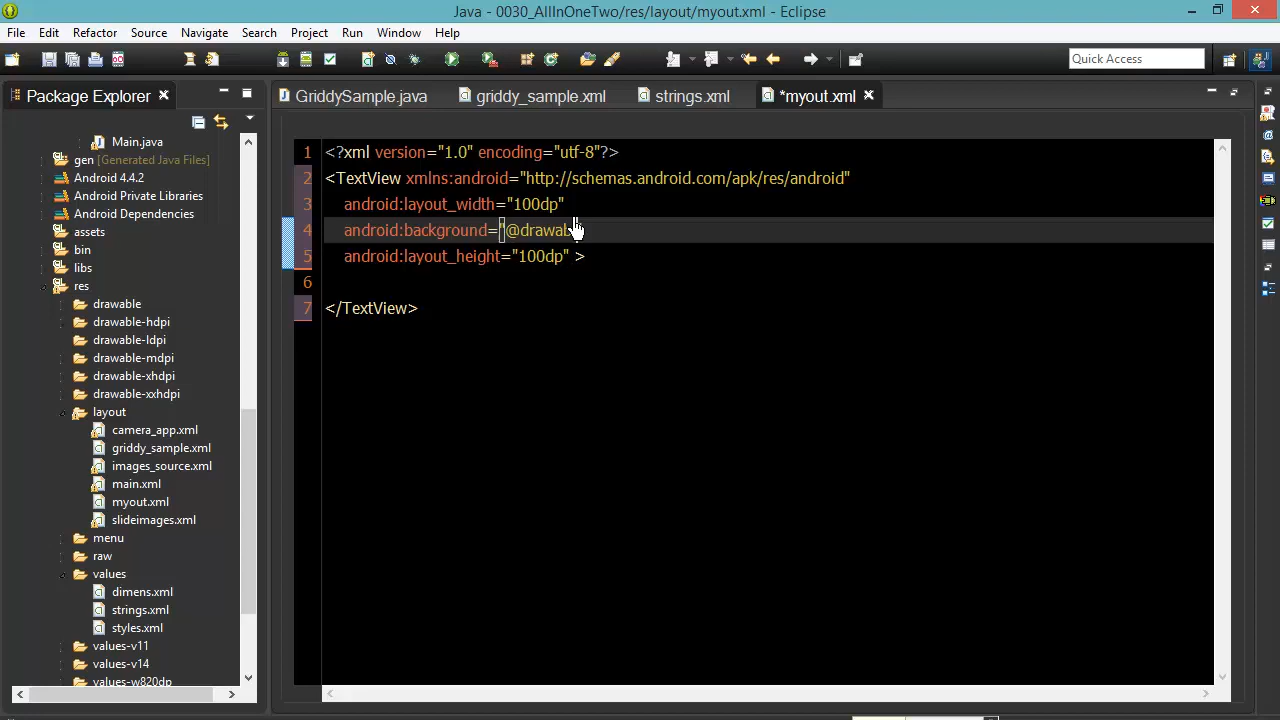 Java - 0030_AllInOneTwo/res/layout/myout.xml - Eclipse
File Edit Refactor Source Navigate Search Project Run Window Help
Quick Access
Package Explorer
GriddySample.java griddy_sample.xml strings.xml *myout.xml
Main.java
gen [Generated Java Files]
Android 4.4.2
Android Private Libraries
Android Dependencies
assets
bin
libs
res
drawable
drawable-hdpi
drawable-ldpi
drawable-mdpi
drawable-xhdpi
drawable-xxhdpi
layout
camera_app.xml
griddy_sample.xml
images_source.xml
main.xml
myout.xml
slideimages.xml
menu
raw
values
dimens.xml
strings.xml
styles.xml
values-v11
values-v14
values-w820dp
1 <?xml version="1.0" encoding="utf-8"?>
2 <TextView xmlns:android="http://schemas.android.com/apk/res/android"
3 android:layout_width="100dp"
4 android:background="@drawab
5 android:layout_height="100dp" >
6
7 </TextView>